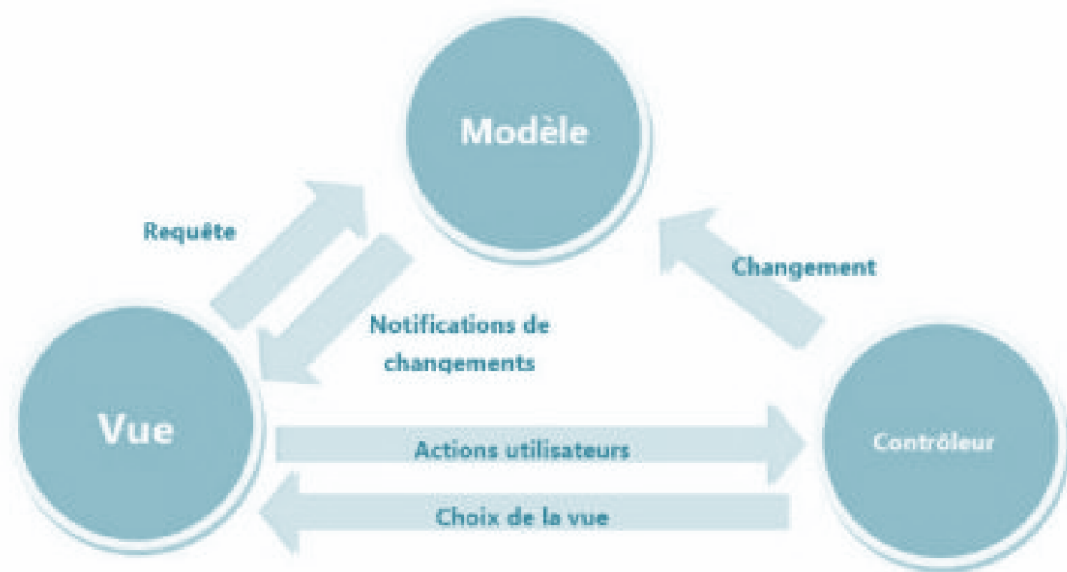 Modèle
Requête
Changement
Notifications de
changements
Vue
Contrôleur
Actions utilisateurs
Choix de la vue